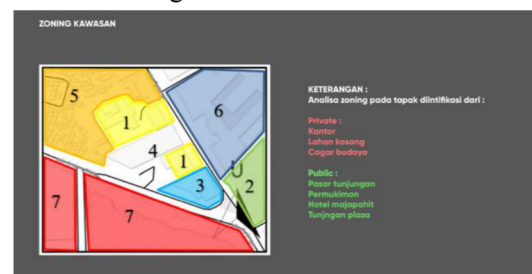 ZONING KAWASAN
5
1
6
4
1
3
2
7
7
KETERANGAN :
Analisa zoning pada tapak diintifikasi dari :
Private :
Kantor
Lahan kosong
Cagar budaya
Public :
Pasar tunjungan
Permukiman
Hotel majapahit
Tunjngan plaza